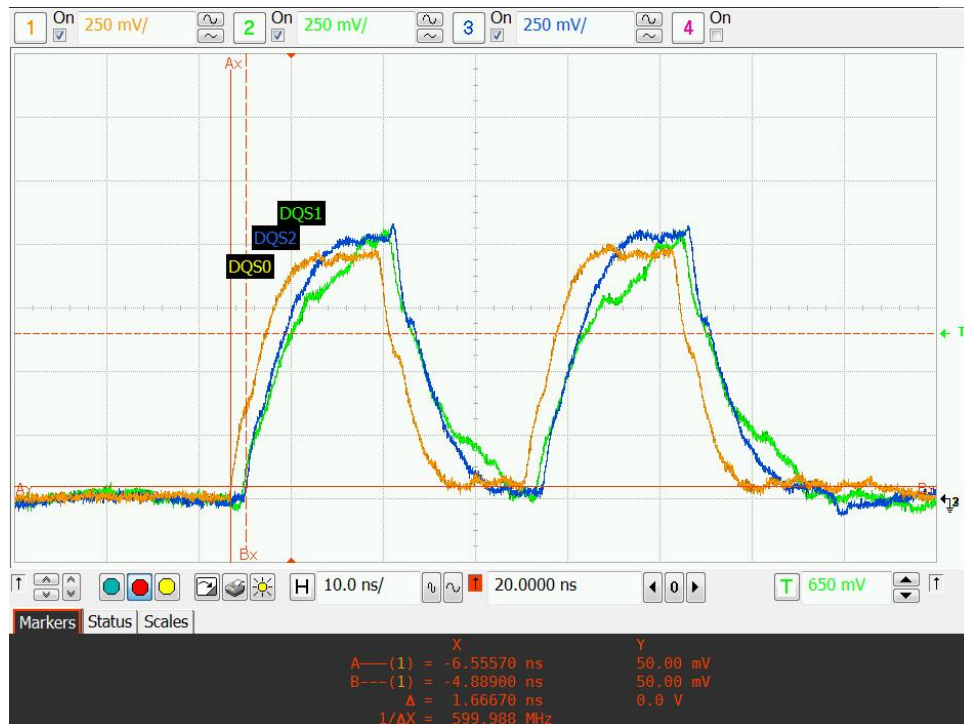 1 On 250 mV/ 2 On 250 mV/ 3 On 250 mV/ 4 On
Ax
DQS1
DQS2
DQS0
T
Ay
Bx
H 10.0 ns/ 20.0000 ns 0 T 650 mV
Markers Status Scales
X Y
A---(1) = -6.55570 ns 50.00 mV
B---(1) = -4.88900 ns 50.00 mV
Δ = 1.66670 ns 0.0 V
1/ΔX = 599.988 MHz